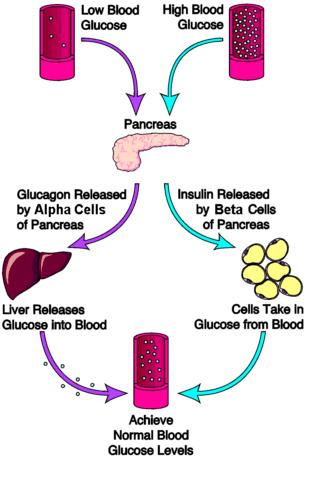 Low Blood
Glucose
High Blood
Glucose
Pancreas
Glucagon Released
by Alpha Cells
of Pancreas
Insulin Released
by Beta Cells
of Pancreas
Liver Releases
Glucose into Blood
Cells Take in
Glucose from Blood
Achieve
Normal Blood
Glucose Levels